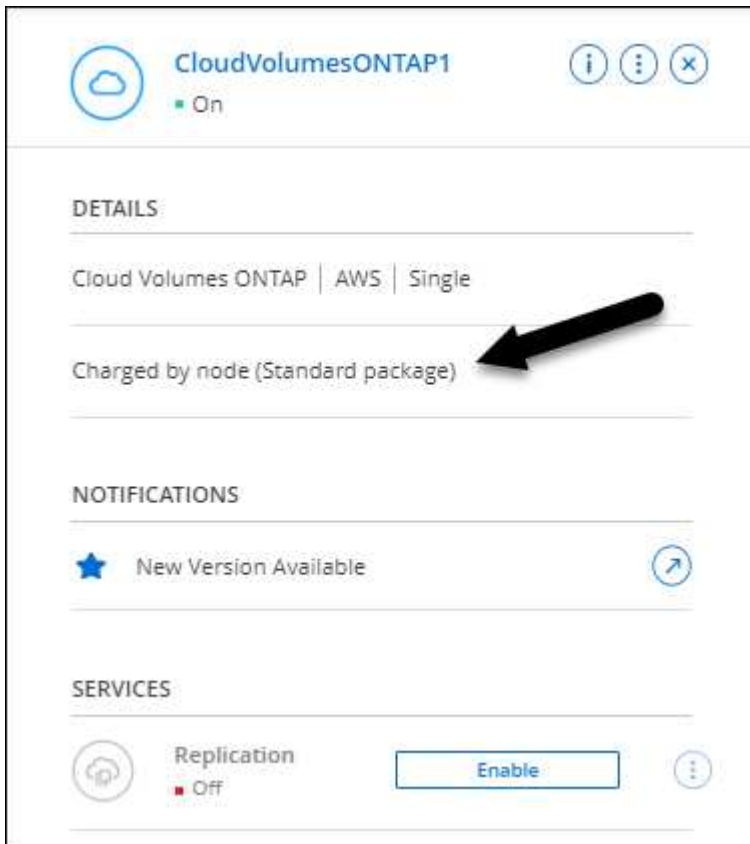 CloudVolumesONTAP1
On
DETAILS
Cloud Volumes ONTAP | AWS | Single
Charged by node (Standard package)
NOTIFICATIONS
New Version Available
SERVICES
Replication
Enable
Off